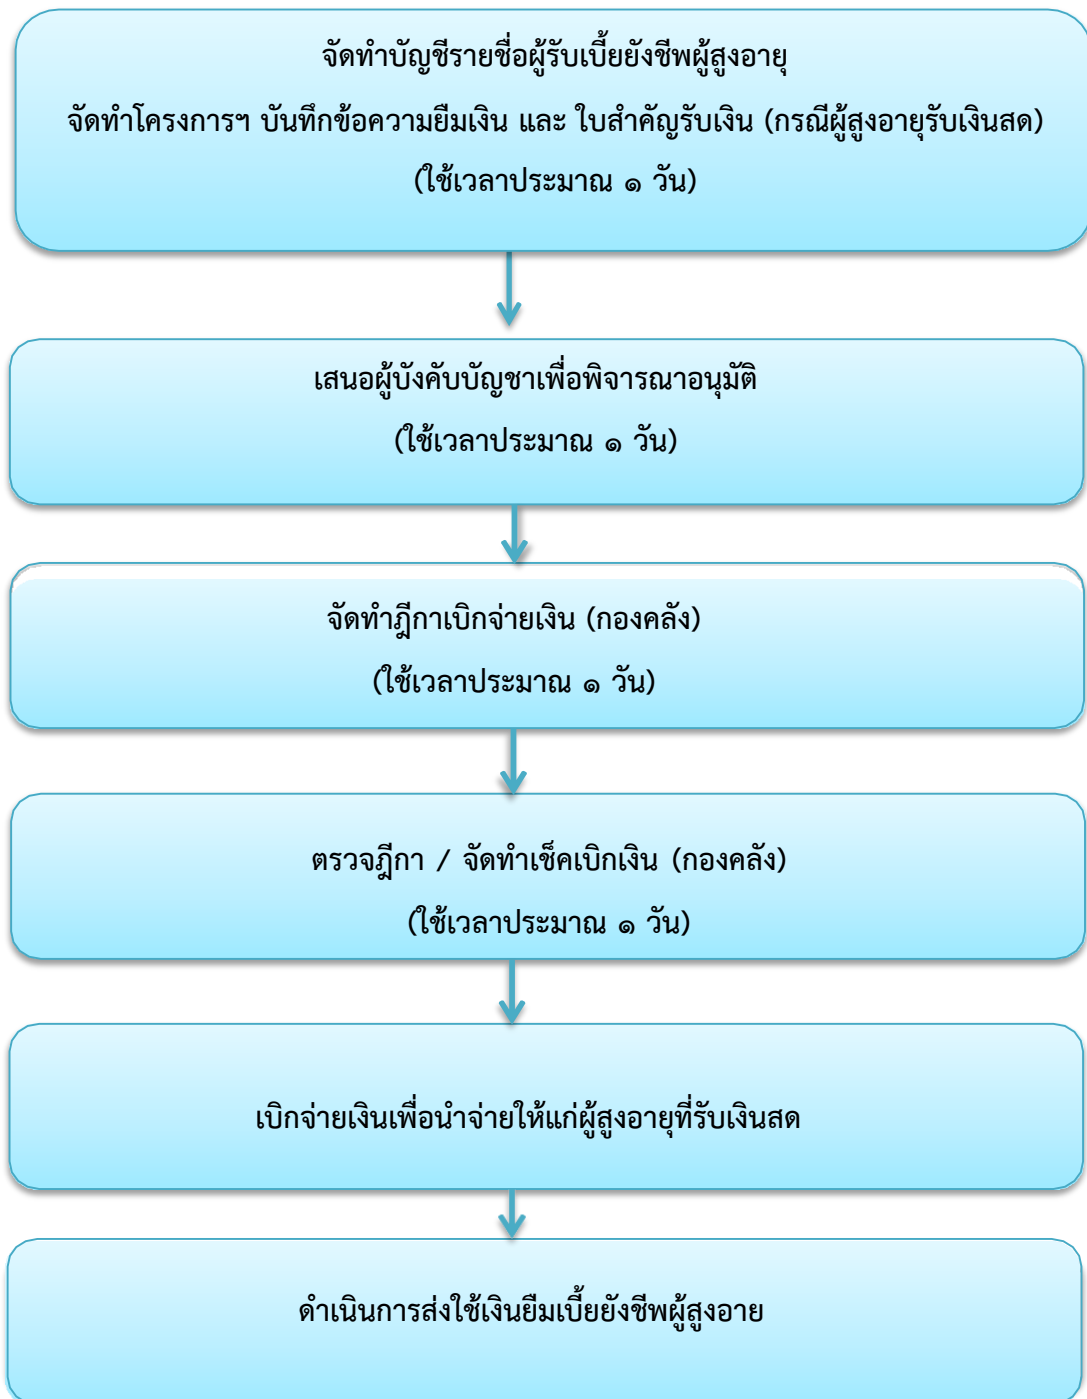 จัดทำบัญชีรายชื่อผู้รับเบี้ยยังชีพผู้สูงอายุ
จัดทำโครงการฯ บันทึกข้อความยืมเงิน และ ใบสำคัญรับเงิน (กรณีผู้สูงอายุรับเงินสด)
(ใช้เวลาประมาณ ๑ วัน)
เสนอผู้บังคับบัญชาเพื่อพิจารณาอนุมัติ
(ใช้เวลาประมาณ ๑ วัน)
จัดทำฎีกาเบิกจ่ายเงิน (กองคลัง)
(ใช้เวลาประมาณ ๑ วัน)
ตรวจฎีกา / จัดทำเช็คเบิกเงิน (กองคลัง)
(ใช้เวลาประมาณ ๑ วัน)
เบิกจ่ายเงินเพื่อนำจ่ายให้แก่ผู้สูงอายุที่รับเงินสด
ดำเนินการส่งใช้เงินยืมเบี้ยยังชีพผู้สูงอาย